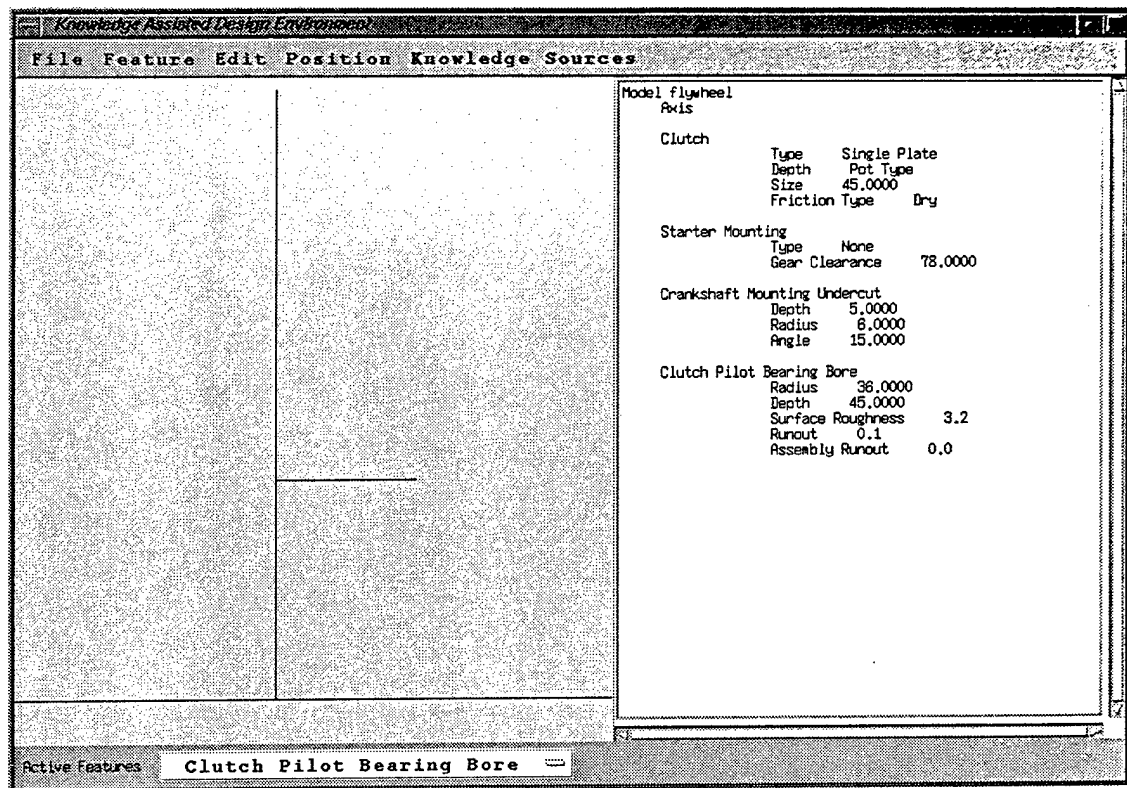 Knowledge Assisted Design Environment
File Feature Edit Position Knowledge Sources
Model flywheel
Axis
Clutch
Type Single Plate
Depth Pot Type
Size 45.0000
Friction Type Dry
Starter Mounting
Type None
Gear Clearance 78.0000
Crankshaft Mounting Undercut
Depth 5.0000
Radius 6.0000
Angle 15.0000
Clutch Pilot Bearing Bore
Radius 36.0000
Depth 45.0000
Surface Roughness 3.2
Runout 0.1
Assembly Runout 0.0
Active Features Clutch Pilot Bearing Bore